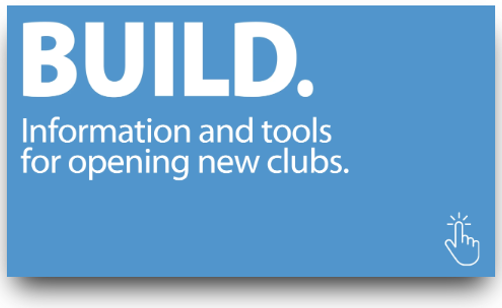 BUILD.
Information and tools
for opening new clubs.